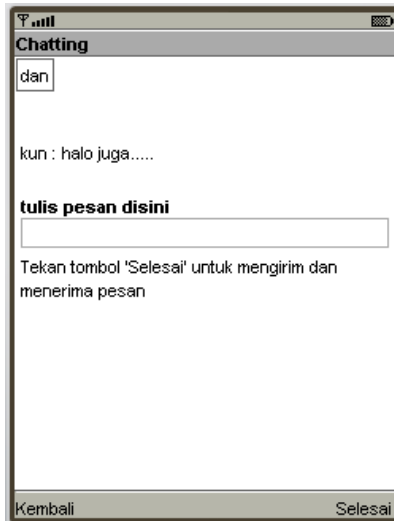 Chatting
dan
kun : halo juga.....
tulis pesan disini
Tekan tombol 'Selesai' untuk mengirim dan
menerima pesan
Kembali Selesai